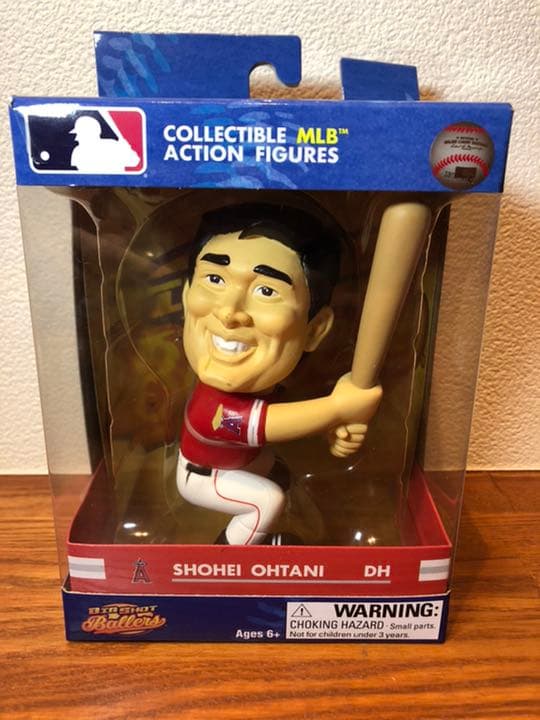 COLLECTIBLE MLB™
ACTION FIGURES
A
A SHOHEI OHTANI DH
BIG SHOT
Ballers
Ages 6+
WARNING:
CHOKING HAZARD - Small parts.
Not for children under 3 years.